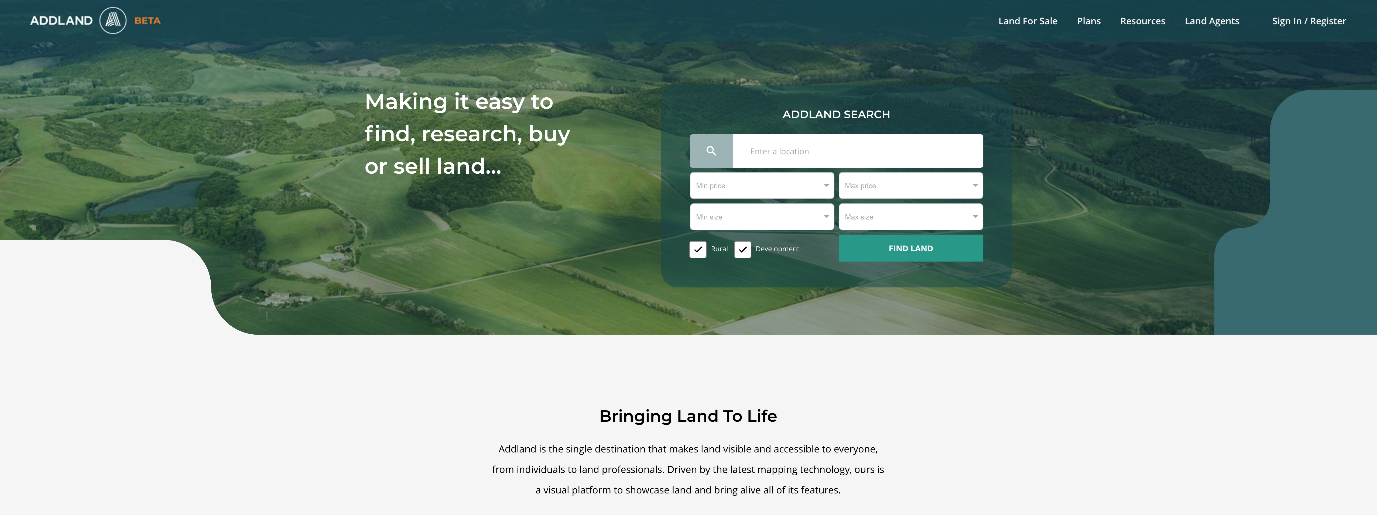 ADDLAND BETA
Land For Sale Plans Resources Land Agents Sign In / Register
Making it easy to
find, research, buy
or sell land...
ADDLAND SEARCH
Enter a location
Min price Max price
Min size Max size
Rural Development FIND LAND
Bringing Land To Life
Addland is the single destination that makes land visible and accessible to everyone,
from individuals to land professionals. Driven by the latest mapping technology, ours is
a visual platform to showcase land and bring alive all of its features.